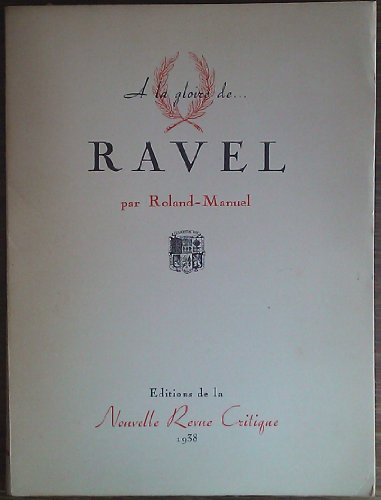 A la gloire de...
RAVEL
par Roland-Manuel
Editions de la
Nouvelle Revue Critique
1938